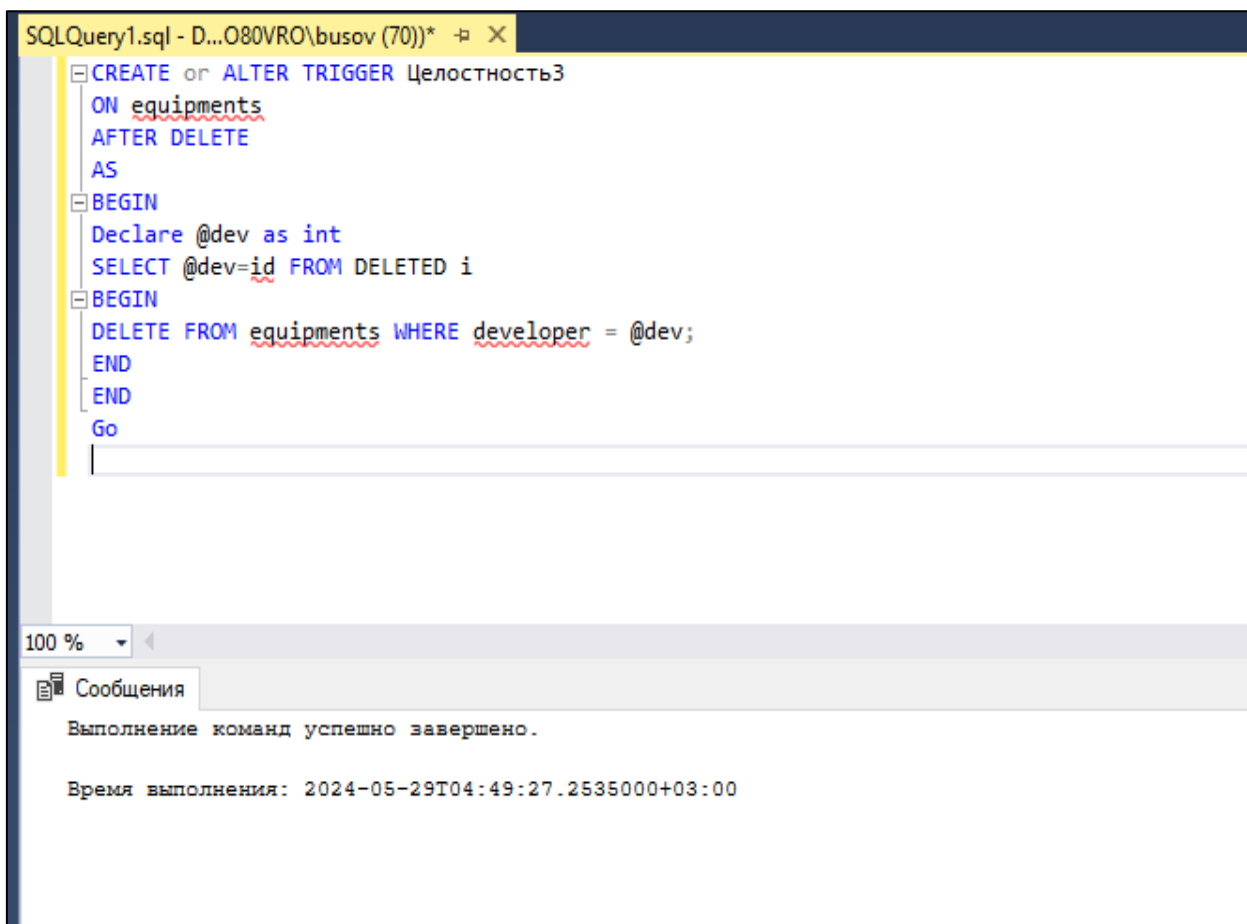 SQLQuery1.sql - D...O80VRO\busov (70))*
CREATE or ALTER TRIGGER Целостность3
ON equipments
AFTER DELETE
AS
BEGIN
Declare @dev as int
SELECT @dev=id FROM DELETED i
BEGIN
DELETE FROM equipments WHERE developer = @dev;
END
END
Go
100 %
Сообщения
Выполнение команд успешно завершено.
Время выполнения: 2024-05-29T04:49:27.2535000+03:00